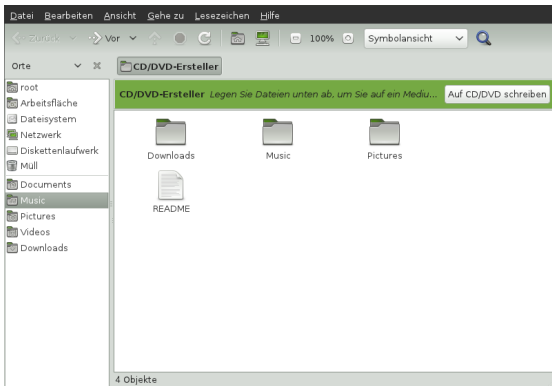 Datei Bearbeiten Ansicht Gehe zu Lesezeichen Hilfe
Zurück Vor 100% Symbolansicht
Orte CD/DVD-Ersteller
CD/DVD-Ersteller Legen Sie Dateien unten ab, um Sie auf ein Mediu... Auf CD/DVD schreiben
root
Arbeitsfläche
Dateisystem
Netzwerk
Diskettenlaufwerk
Müll
Documents
Music
Pictures
Videos
Downloads
Downloads Music Pictures
README
4 Objekte